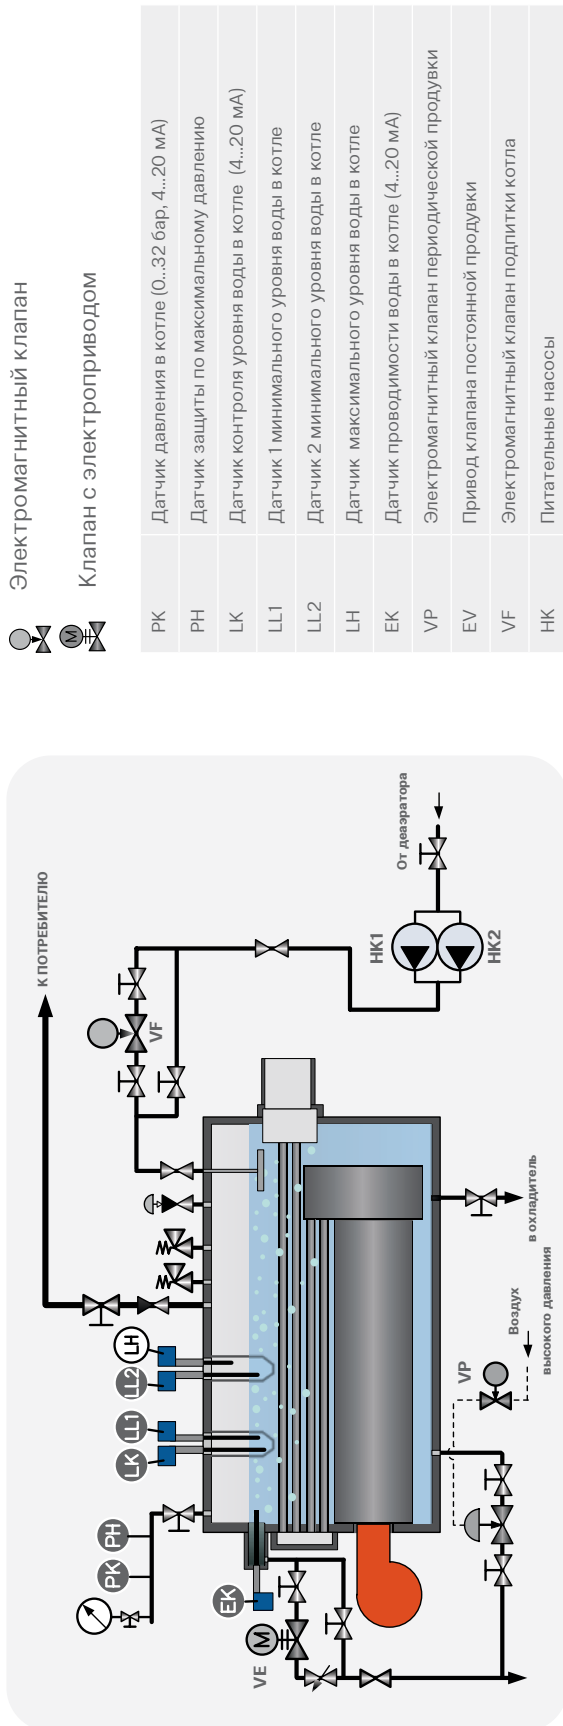 Электромагнитный клапан
M
Клапан с электроприводом
PK Датчик давления в котле (0...32 бар, 4...20 мА)
PH Датчик защиты по максимальному давлению
LK Датчик контроля уровня воды в котле (4...20 мА)
LL1 Датчик 1 минимального уровня воды в котле
LL2 Датчик 2 минимального уровня воды в котле
LH Датчик максимального уровня воды в котле
EK Датчик проводимости воды в котле (4...20 мА)
VP Электромагнитный клапан периодической продувки
EV Привод клапана постоянной продувки
VF Электромагнитный клапан подпитки котла
НК Питательные насосы
К ПОТРЕБИТЕЛЮ
VF
От деаэратора
НК1
НК2
LH
LL2
LL1
LK
PH
PK
EK
VE
M
VP
Воздух
высокого давления
в охладитель